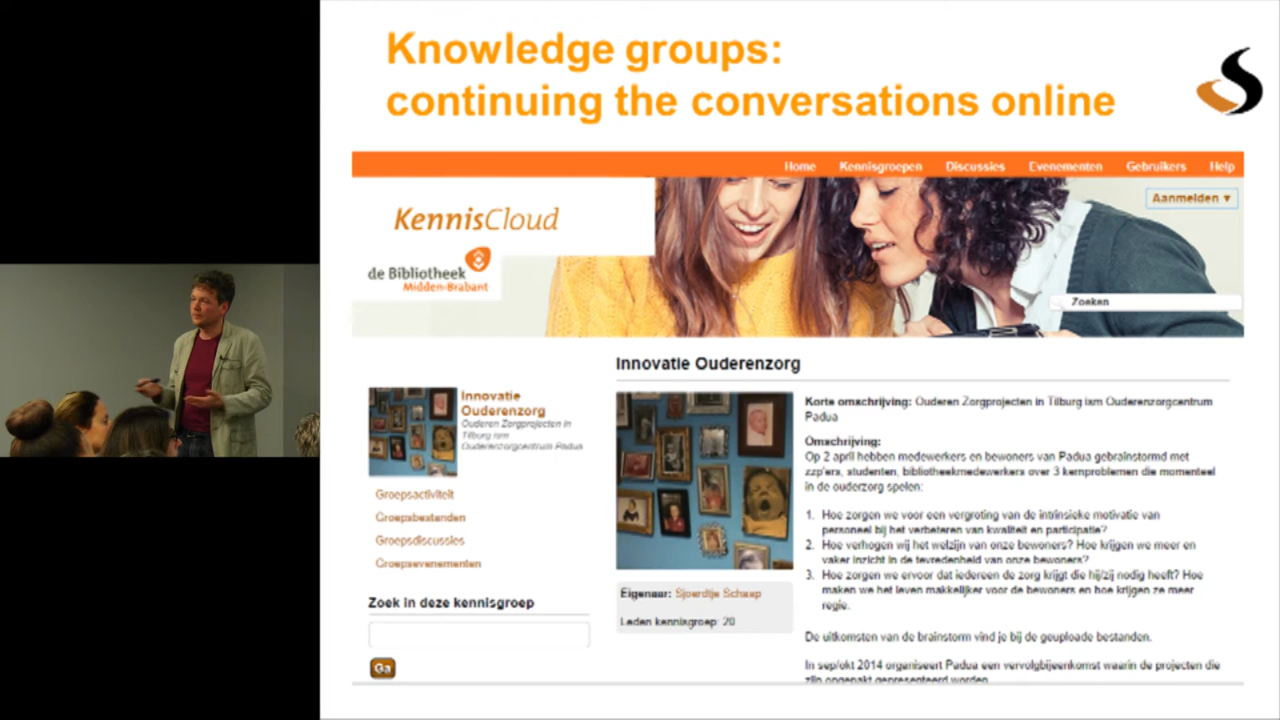 Knowledge groups:
continuing the conversations online
Home Kennisgroepen Discussies Evenementen Gebruikers Help
Aanmelden ▼
KennisCloud
de Bibliotheek
Midden-Brabant
Zoeken
Innovatie Ouderenzorg
Innovatie
Ouderenzorg
Ouderen Zorgprojecten in
Tilburg ism
Ouderenzorgcentrum Padua
Groepsactiviteit
Groepsbestanden
Groepsdiscussies
Groepsevenementen
Zoek in deze kennisgroep
Ga
Eigenaar: Sjoerdtje Schaap
Leden kennisgroep: 20
Korte omschrijving: Ouderen Zorgprojecten in Tilburg ism Ouderenzorgcentrum
Padua
Omschrijving:
Op 2 april hebben medewerkers en bewoners van Padua gebrainstormd met
zzp'ers, studenten, bibliotheekmedewerkers over 3 kernproblemen die momenteel
in de ouderzorg spelen:
1. Hoe zorgen we voor een vergroting van de intrinsieke motivatie van
personeel bij het verbeteren van kwaliteit en participatie?
2. Hoe verhogen wij het welzijn van onze bewoners? Hoe krijgen we meer en
vaker inzicht in de tevredenheid van onze bewoners?
3. Hoe zorgen we ervoor dat iedereen de zorg krijgt die hij/zij nodig heeft? Hoe
maken we het leven makkelijker voor de bewoners en hoe krijgen ze meer
regie.
De uitkomsten van de brainstorm vind je bij de geuploade bestanden.
In sep/okt 2014 organiseert Padua een vervolgbijeenkomst waarin de projecten die
zijn opgepakt gepresenteerd worden.